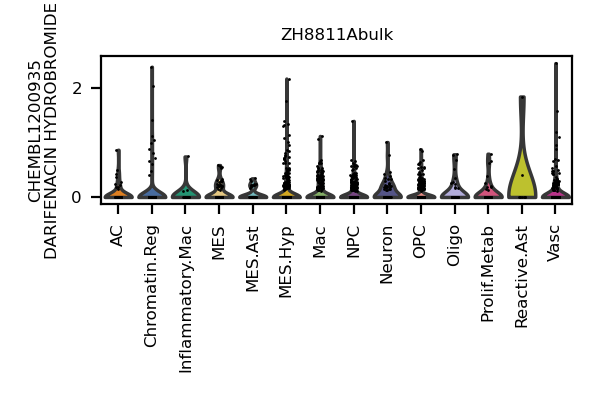 ZH8811Abulk
CHEMBL1200935
DARIFENACIN HYDROBROMIDE
2
0
AC
Chromatin.Reg
Inflammatory.Mac
MES
MES.Ast
MES.Hyp
Mac
NPC
Neuron
OPC
Oligo
Prolif.Metab
Reactive.Ast
Vasc